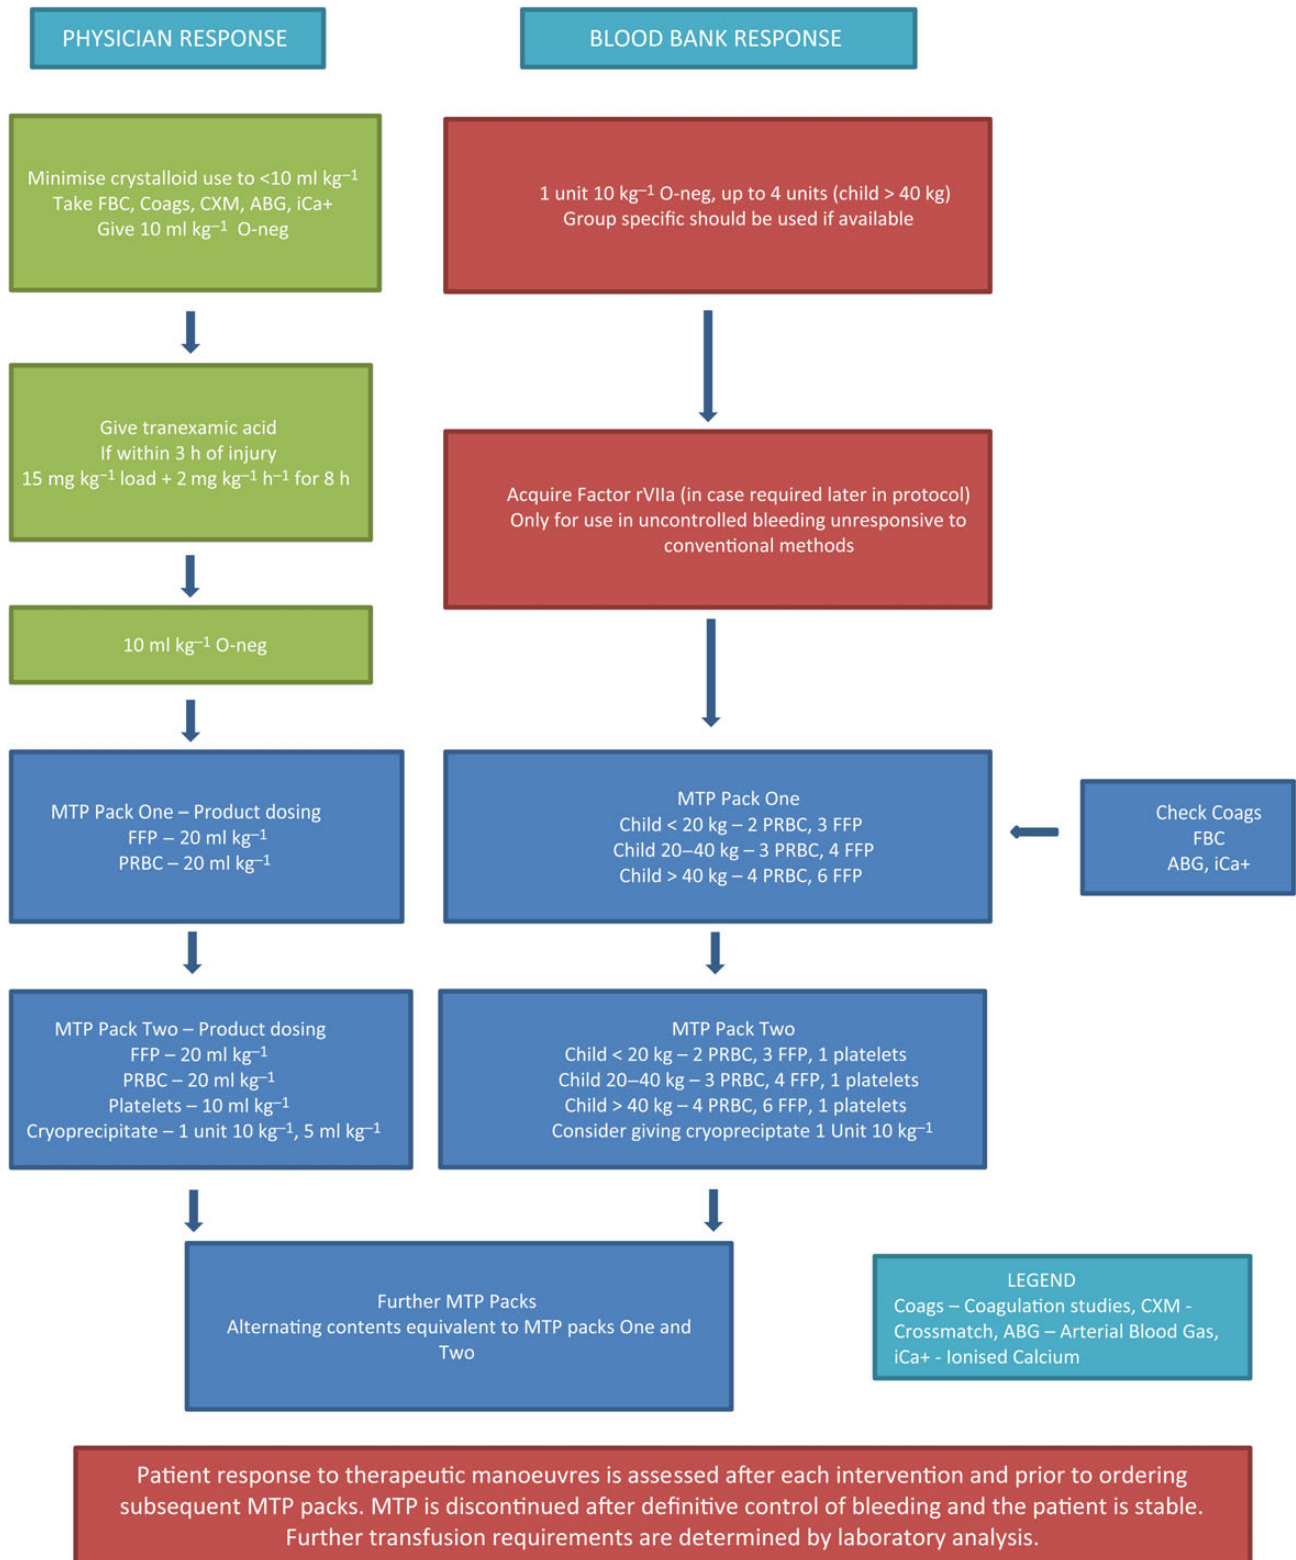 PHYSICIAN RESPONSE
BLOOD BANK RESPONSE
Minimise crystalloid use to <10 ml kg⁻¹
Take FBC, Coags, CXM, ABG, iCa+
Give 10 ml kg⁻¹ O-neg
1 unit 10 kg⁻¹ O-neg, up to 4 units (child > 40 kg)
Group specific should be used if available
Give tranexamic acid
If within 3 h of injury
15 mg kg⁻¹ load + 2 mg kg⁻¹ h⁻¹ for 8 h
Acquire Factor rVIIa (in case required later in protocol)
Only for use in uncontrolled bleeding unresponsive to
conventional methods
10 ml kg⁻¹ O-neg
MTP Pack One – Product dosing
FFP – 20 ml kg⁻¹
PRBC – 20 ml kg⁻¹
MTP Pack One
Child < 20 kg – 2 PRBC, 3 FFP
Child 20–40 kg – 3 PRBC, 4 FFP
Child > 40 kg – 4 PRBC, 6 FFP
Check Coags
FBC
ABG, iCa+
MTP Pack Two – Product dosing
FFP – 20 ml kg⁻¹
PRBC – 20 ml kg⁻¹
Platelets – 10 ml kg⁻¹
Cryoprecipitate – 1 unit 10 kg⁻¹, 5 ml kg⁻¹
MTP Pack Two
Child < 20 kg – 2 PRBC, 3 FFP, 1 platelets
Child 20–40 kg – 3 PRBC, 4 FFP, 1 platelets
Child > 40 kg – 4 PRBC, 6 FFP, 1 platelets
Consider giving cryopreciptate 1 Unit 10 kg⁻¹
Further MTP Packs
Alternating contents equivalent to MTP packs One and
Two
LEGEND
Coags – Coagulation studies, CXM -
Crossmatch, ABG – Arterial Blood Gas,
iCa+ - Ionised Calcium
Patient response to therapeutic manoeuvres is assessed after each intervention and prior to ordering
subsequent MTP packs. MTP is discontinued after definitive control of bleeding and the patient is stable.
Further transfusion requirements are determined by laboratory analysis.